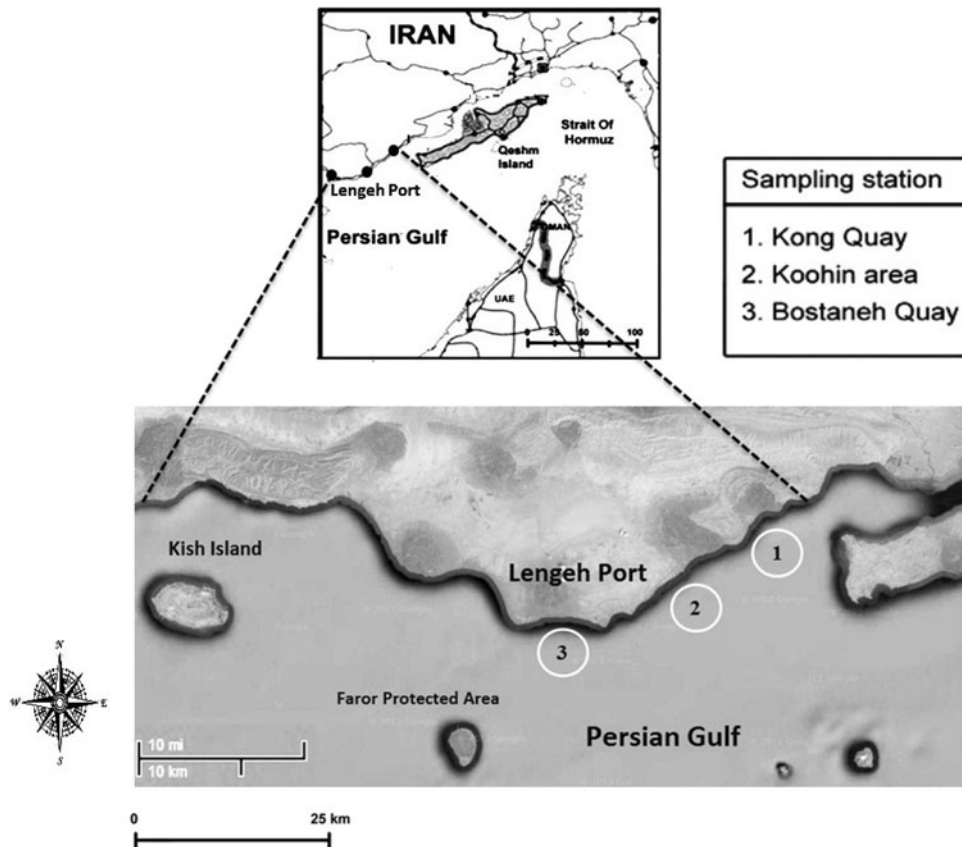 IRAN
Strait Of
Hormuz
Qeshm
Island
Lengeh Port
Persian Gulf
OMAN
UAE
0 25 50 100
Sampling station
1. Kong Quay
2. Koohin area
3. Bostaneh Quay
Kish Island
Lengeh Port
1
2
3
Faror Protected Area
Persian Gulf
N
W E
S
10 mi
10 km
0 25 km